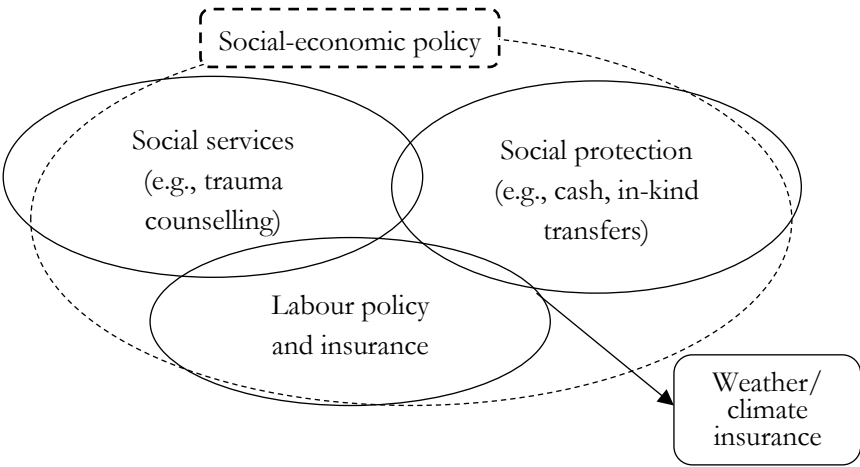 Social-economic policy
Social services
(e.g., trauma
counselling)
Social protection
(e.g., cash, in-kind
transfers)
Labour policy
and insurance
Weather/
climate
insurance